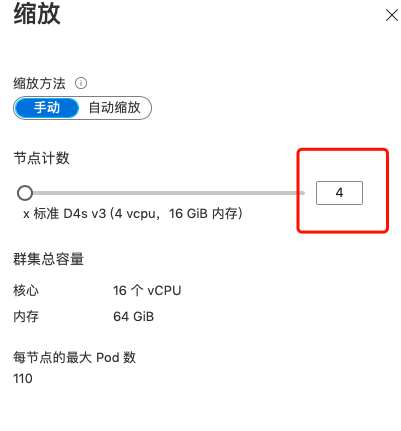 缩放
缩放方法
手动 自动缩放
节点计数
4
x 标准 D4s v3 (4 vcpu，16 GiB 内存)
群集总容量
核心 16 个 vCPU
内存 64 GiB
每节点的最大 Pod 数
110